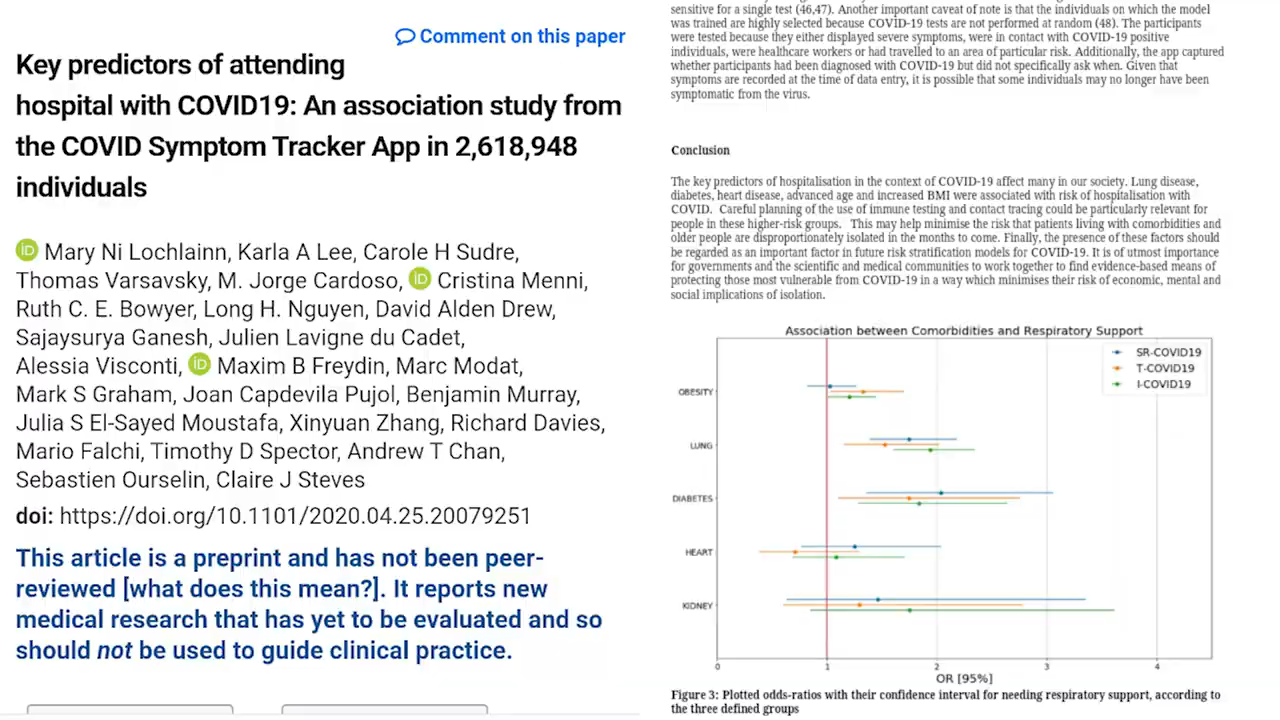 Comment on this paper
Key predictors of attending
hospital with COVID19: An association study from
the COVID Symptom Tracker App in 2,618,948
individuals
iD Mary Ni Lochlainn, Karla A Lee, Carole H Sudre,
Thomas Varsavsky, M. Jorge Cardoso, iD Cristina Menni,
Ruth C. E. Bowyer, Long H. Nguyen, David Alden Drew,
Sajaysurya Ganesh, Julien Lavigne du Cadet,
Alessia Visconti, iD Maxim B Freydin, Marc Modat,
Mark S Graham, Joan Capdevila Pujol, Benjamin Murray,
Julia S El-Sayed Moustafa, Xinyuan Zhang, Richard Davies,
Mario Falchi, Timothy D Spector, Andrew T Chan,
Sebastien Ourselin, Claire J Steves
doi: https://doi.org/10.1101/2020.04.25.20079251
This article is a preprint and has not been peer-
reviewed [what does this mean?]. It reports new
medical research that has yet to be evaluated and so
should not be used to guide clinical practice.
sensitive for a single test (46,47). Another important caveat of note is that the individuals on which the model
was trained are highly selected because COVID-19 tests are not performed at random (48). The participants
were tested because they either displayed severe symptoms, were in contact with COVID-19 positive
individuals, were healthcare workers or had travelled to an area of particular risk. Additionally, the app captured
whether participants had been diagnosed with COVID-19 but did not specifically ask when. Given that
symptoms are recorded at the time of data entry, it is possible that some individuals may no longer have been
symptomatic from the virus.
Conclusion
The key predictors of hospitalisation in the context of COVID-19 affect many in our society. Lung disease,
diabetes, heart disease, advanced age and increased BMI were associated with risk of hospitalisation with
COVID. Careful planning of the use of immune testing and contact tracing could be particularly relevant for
people in these higher-risk groups. This may help minimise the risk that patients living with comorbidities and
older people are disproportionately isolated in the months to come. Finally, the presence of these factors should
be regarded as an important factor in future risk stratification models for COVID-19. It is of utmost importance
for governments and the scientific and medical communities to work together to find evidence-based means of
protecting those most vulnerable from COVID-19 in a way which minimises their risk of economic, mental and
social implications of isolation.
Association between Comorbidities and Respiratory Support
SR-COVID19
T-COVID19
I-COVID19
OBESITY
LUNG
DIABETES
HEART
KIDNEY
0 1 2 3 4
OR [95%]
Figure 3: Plotted odds-ratios with their confidence interval for needing respiratory support, according to
the three defined groups